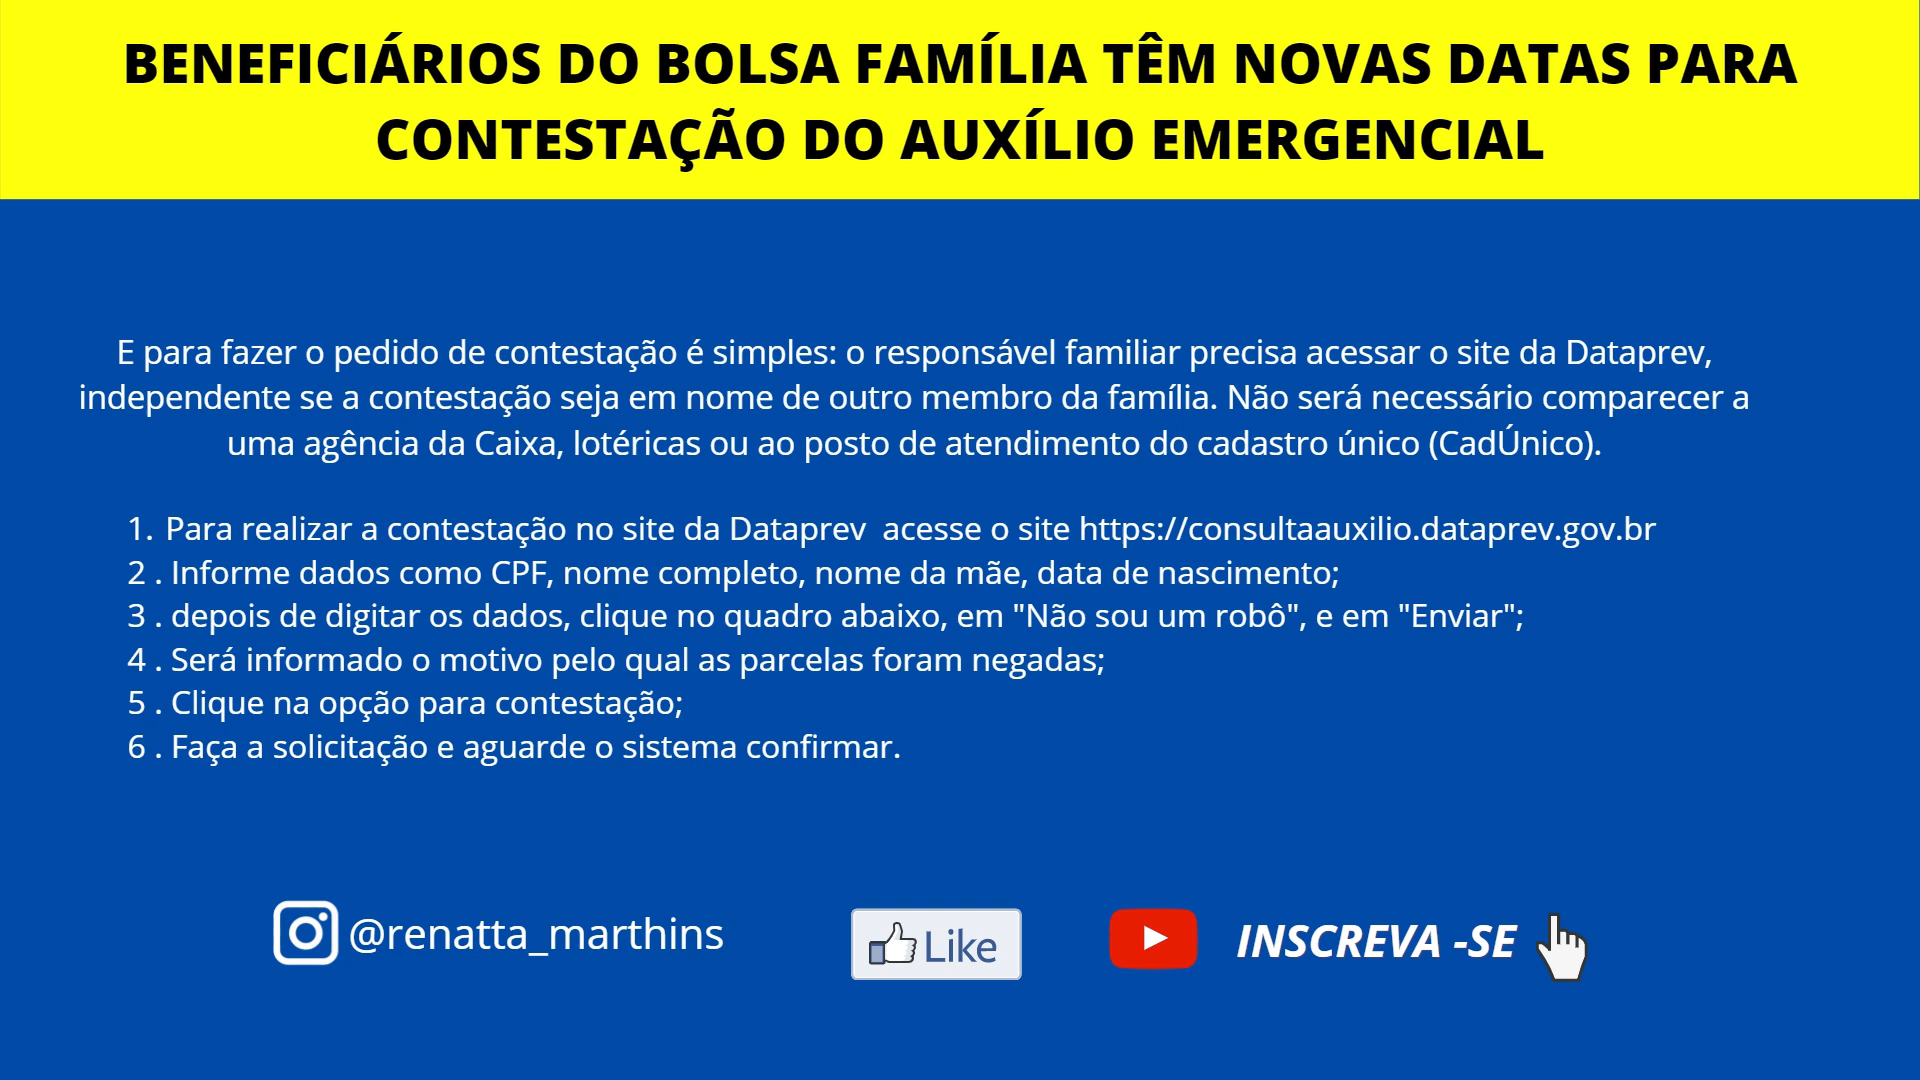 BENEFICIÁRIOS DO BOLSA FAMÍLIA TÊM NOVAS DATAS PARA
CONTESTAÇÃO DO AUXÍLIO EMERGENCIAL
E para fazer o pedido de contestação é simples: o responsável familiar precisa acessar o site da Dataprev,
independente se a contestação seja em nome de outro membro da família. Não será necessário comparecer a
uma agência da Caixa, lotéricas ou ao posto de atendimento do cadastro único (CadÚnico).
1. Para realizar a contestação no site da Dataprev  acesse o site https://consultaauxilio.dataprev.gov.br
2 . Informe dados como CPF, nome completo, nome da mãe, data de nascimento;
3 . depois de digitar os dados, clique no quadro abaixo, em "Não sou um robô", e em "Enviar";
4 . Será informado o motivo pelo qual as parcelas foram negadas;
5 . Clique na opção para contestação;
6 . Faça a solicitação e aguarde o sistema confirmar.
@renatta_marthins
Like
INSCREVA -SE